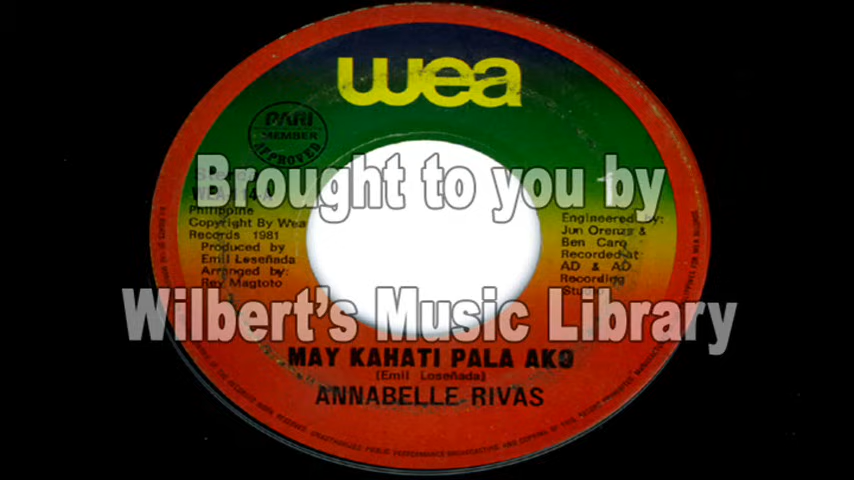 wea
PARI
MEMBER
APPROVED
Brought to you by
Stereo
Philippine
Copyright By Wea
Records 1981
Produced by
Emil Loseñada
Arranged by:
Rey Magtoto
Engineered by:
Jun Orenza &
Ben Caro
Recorded at
AD & AD
Recording
Wilbert's Music Library
MAY KAHATI PALA AKO
(Emil Loseñada)
ANNABELLE RIVAS